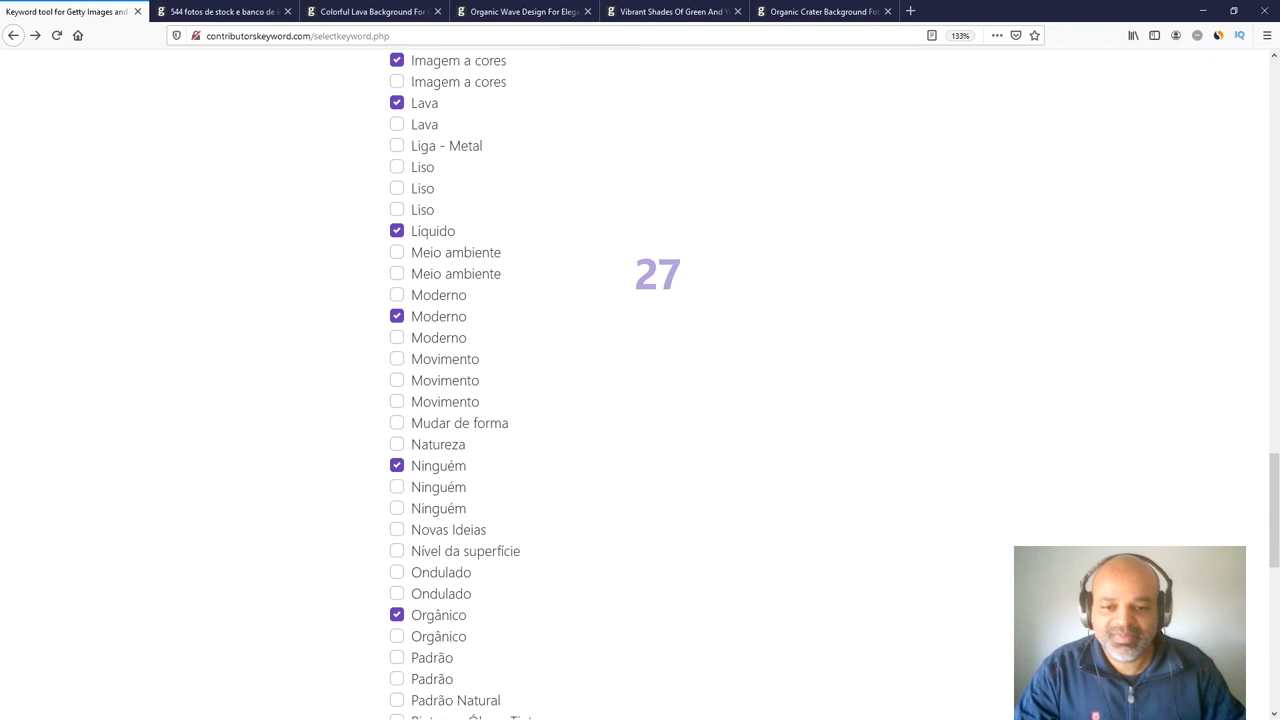 Keyword tool for Getty Images and
544 fotos de stock e banco de i
Colorful Lava Background For G
Organic Wave Design For Elega
Vibrant Shades Of Green And Y
Organic Crater Background Fo
contributorskeyword.com/selectkeyword.php
133%
Imagem a cores
Imagem a cores
Lava
Lava
Liga - Metal
Liso
Liso
Liso
Líquido
Meio ambiente
Meio ambiente
27
Moderno
Moderno
Moderno
Movimento
Movimento
Movimento
Mudar de forma
Natureza
Ninguém
Ninguém
Ninguém
Novas Ideias
Nível da superfície
Ondulado
Ondulado
Orgânico
Orgânico
Padrão
Padrão
Padrão Natural